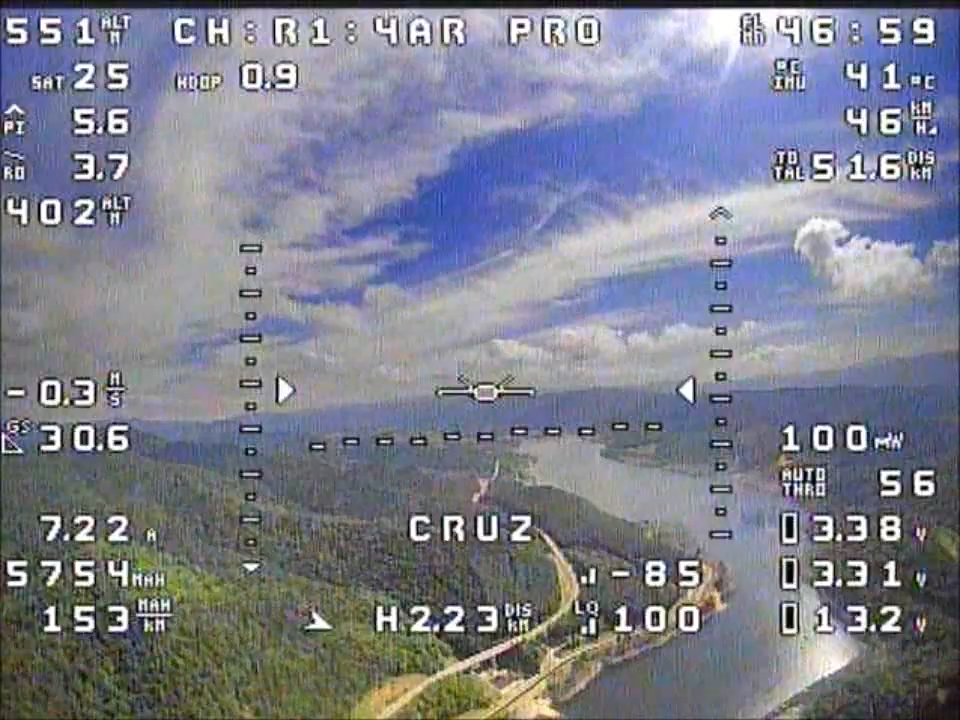 551 ALT M CH:R1:4AR PRO FL MM 46:59
SAT 25 HDOP 0.9 °C IMU 41 °C
PI 5.6 46 KM H
RO 3.7 TO TAL 51.6 DIS KM
402 ALT M
-0.3 M S
GS 30.6 100 MW
AUTO THRO 56
7.22 A CRUZ 3.38 V
5754 MAH -85 3.31 V
153 MAH KM H2.23 DIS KM LQ 100 13.2 V